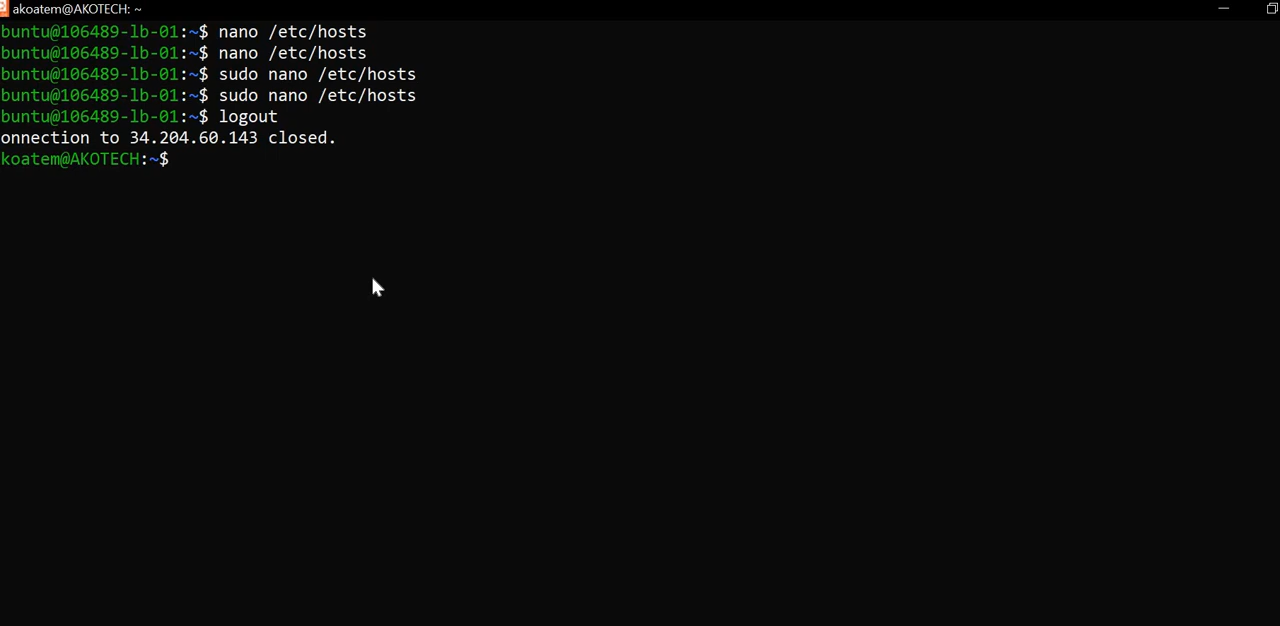 akoatem@AKOTECH: ~
buntu@106489-lb-01:~$ nano /etc/hosts
buntu@106489-lb-01:~$ nano /etc/hosts
buntu@106489-lb-01:~$ sudo nano /etc/hosts
buntu@106489-lb-01:~$ sudo nano /etc/hosts
buntu@106489-lb-01:~$ logout
onnection to 34.204.60.143 closed.
koatem@AKOTECH:~$